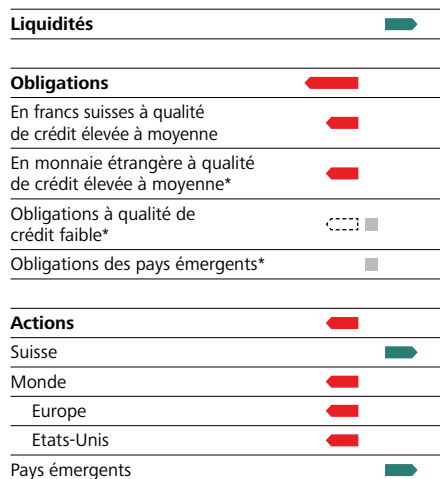 Liquidités
Obligations
En francs suisses à qualité
de crédit élevée à moyenne
En monnaie étrangère à qualité
de crédit élevée à moyenne*
Obligations à qualité de
crédit faible*
Obligations des pays émergents*
Actions
Suisse
Monde
Europe
Etats-Unis
Pays émergents